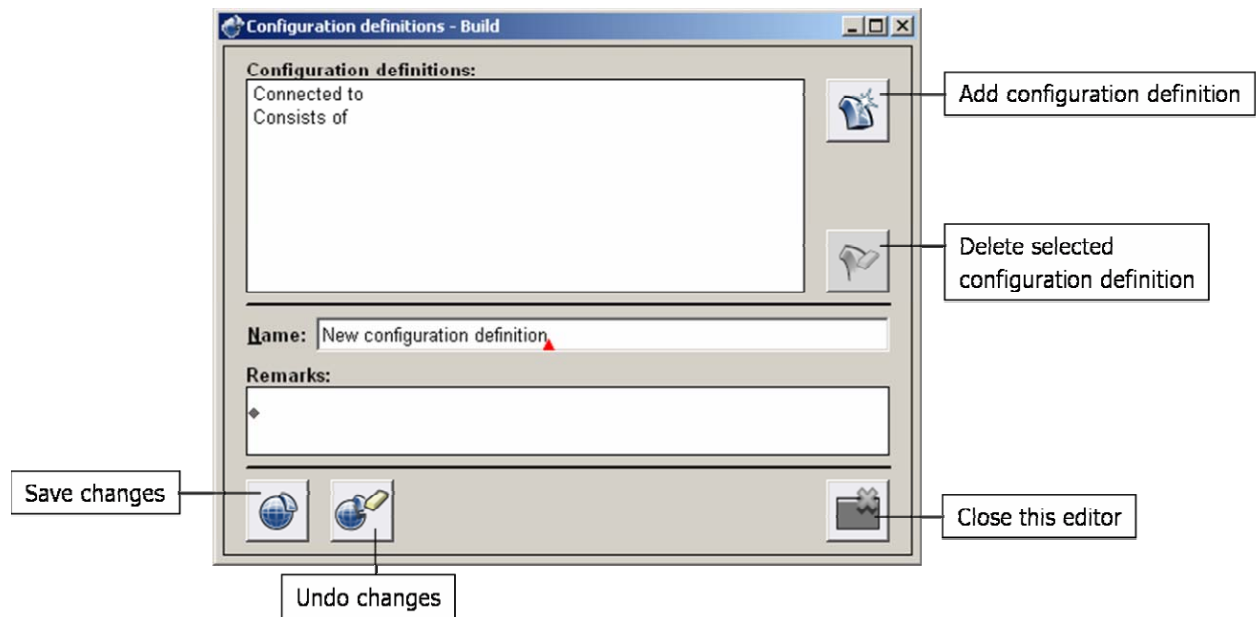 Configuration definitions - Build
Configuration definitions:
Connected to
Consists of
Add configuration definition
Delete selected
configuration definition
Name: New configuration definition
Remarks:
Save changes
Close this editor
Undo changes